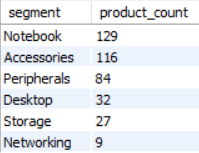 segment product_count
Notebook 129
Accessories 116
Peripherals 84
Desktop 32
Storage 27
Networking 9